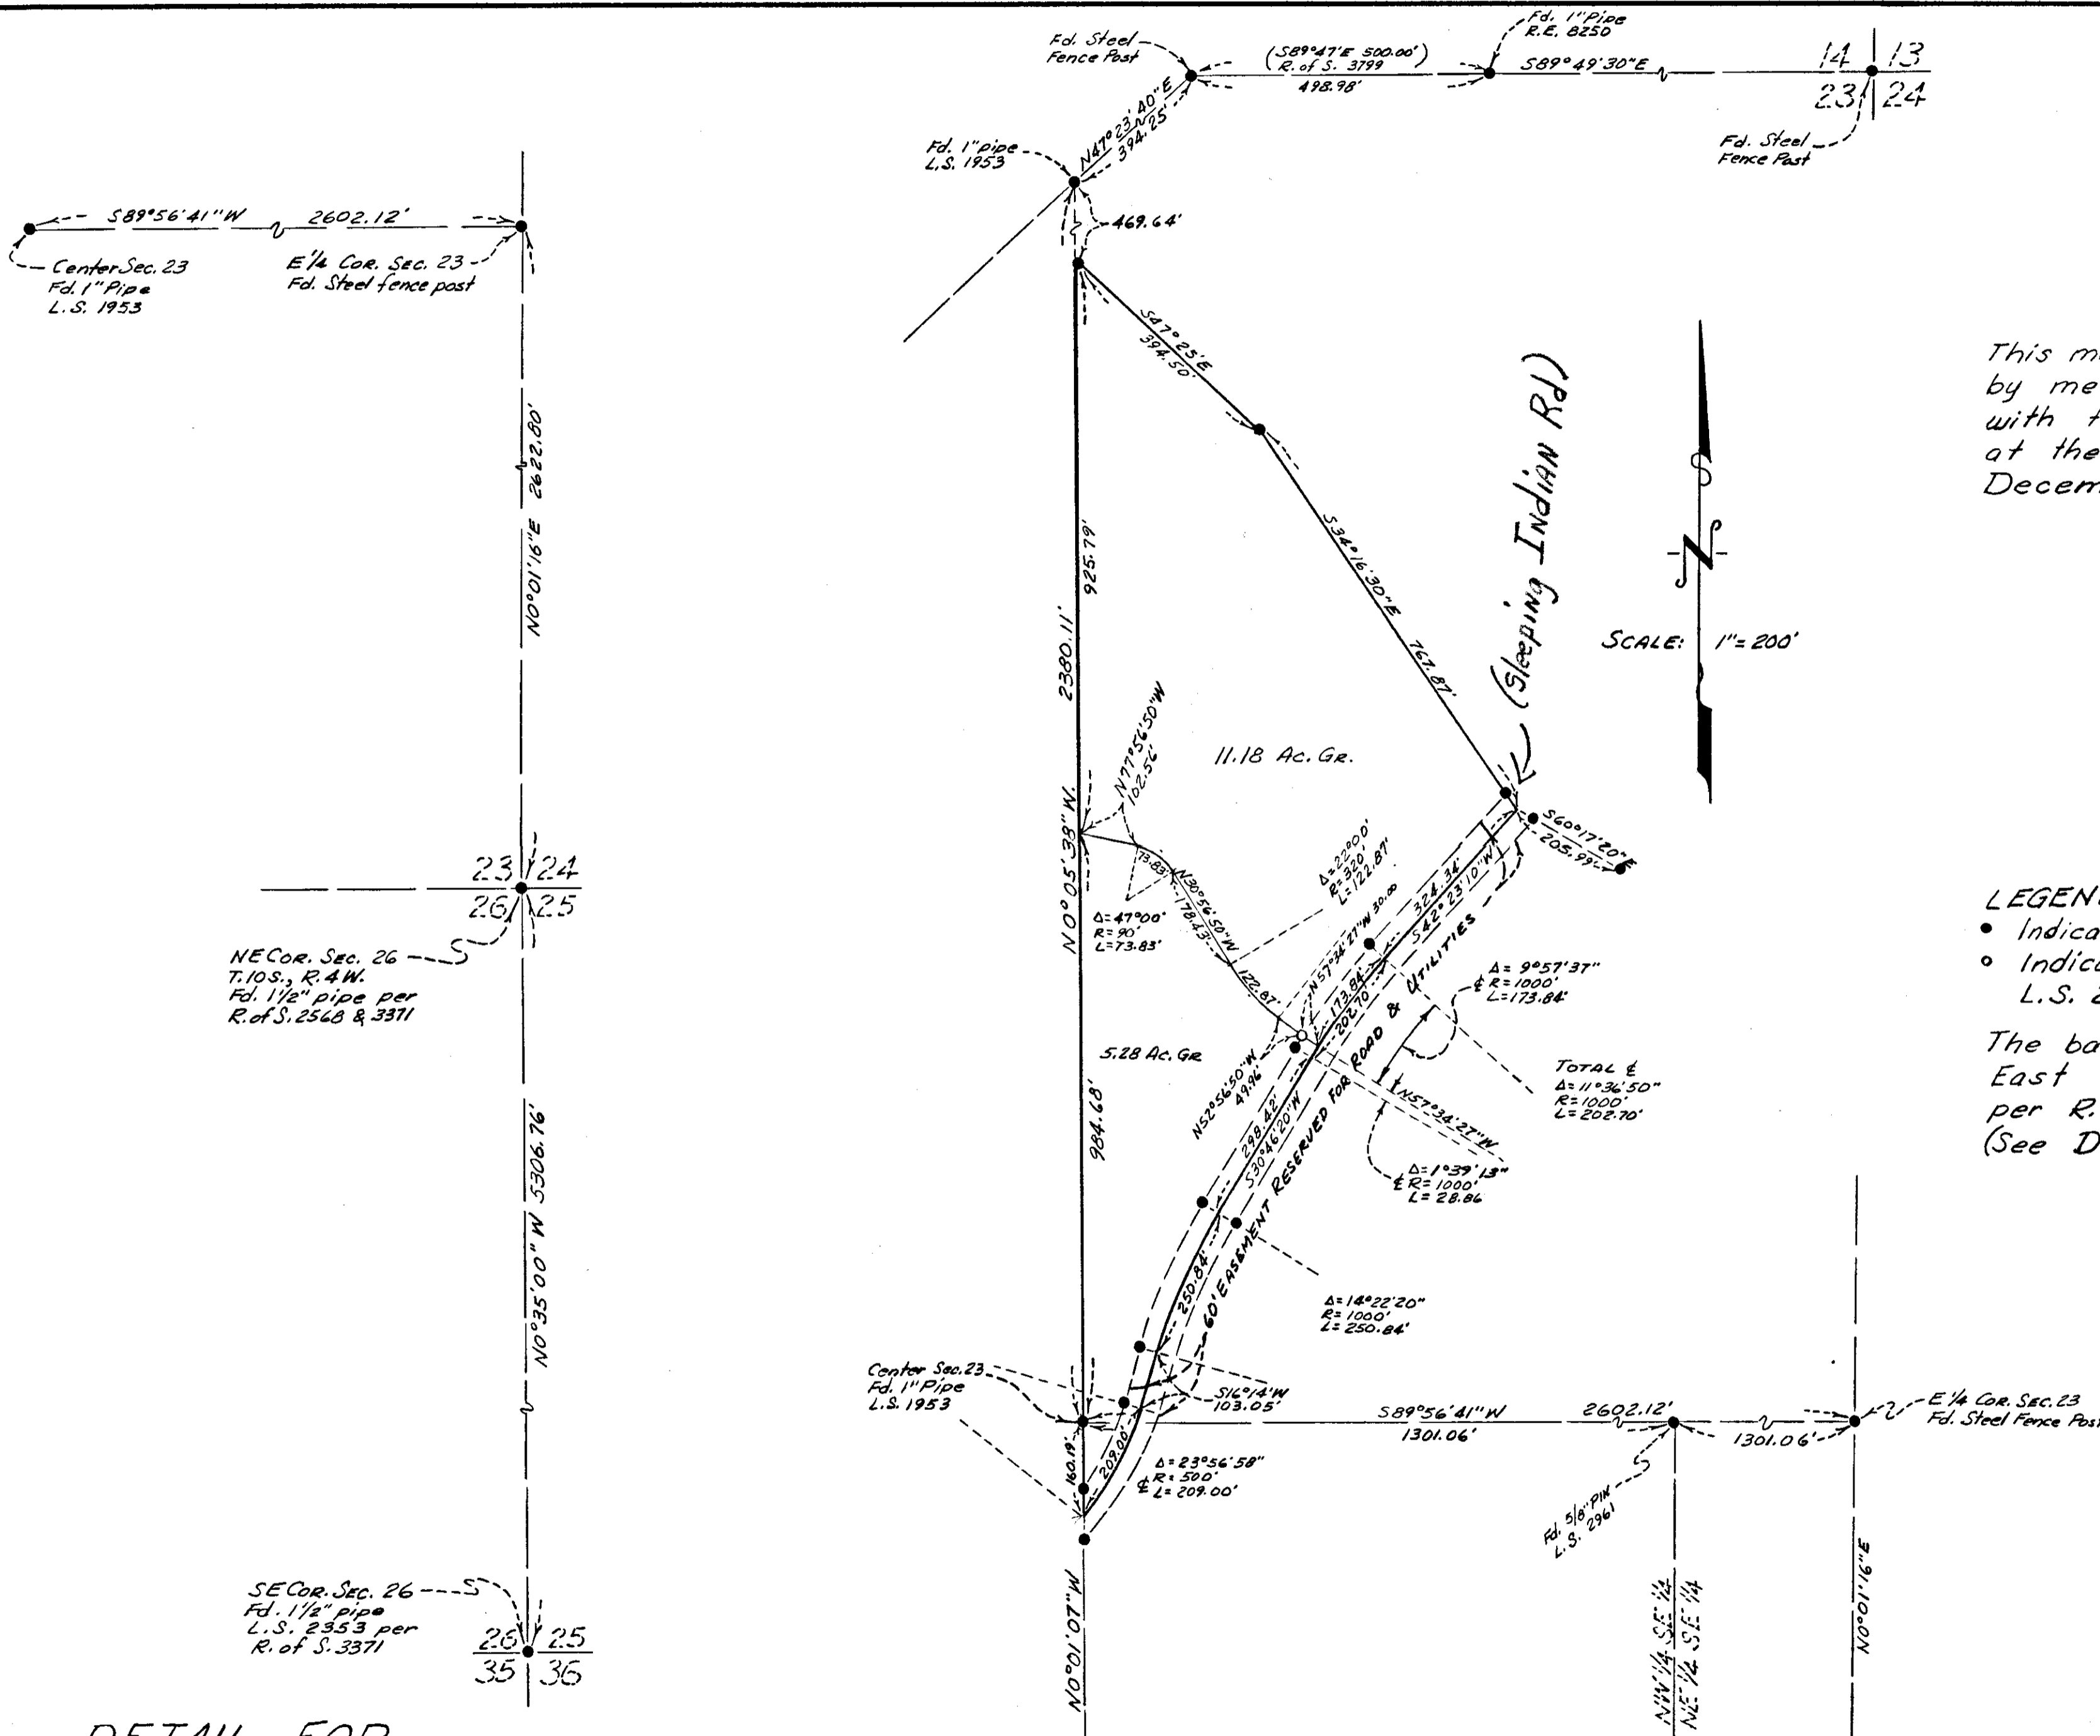 Fd. Steel
Fence Post
(S89°47'E 500.00')
R. of S. 3799
498.98'
Fd. 1" Pipe
R.E. 8250
S89°49'30"E
14 13
23 24
Fd. Steel
Fence Post
N47°23'40"E
394.25'
Fd. 1" pipe
L.S. 1953
469.64'
S89°56'41"W 2602.12'
Center Sec. 23
Fd. 1" Pipe
L.S. 1953
E 1/4 COR. SEC. 23
Fd. Steel fence post
N0°01'16"E 2622.80'
S47°25'E
394.50'
S34°16'30"E 767.87'
(Sleeping Indian Rd)
SCALE: 1"=200'
N
S
This m
by me
with t
at the
Decem
925.79'
2380.11'
N0°05'38"W.
11.18 Ac. Gr.
N77°56'50"W
102.56'
73.83'
Δ=47°00'
R=90'
L=73.83'
N30°56'50"W
178.43'
Δ=22°00'
R=320'
L=122.87'
122.87'
N57°34'27"W 30.00
324.34'
S42°23'10"W
S60°17'20"E
205.99'
173.84'
202.70'
Δ= 9°57'37"
℄ R=1000'
L=173.84'
TOTAL ℄
Δ=11°36'50"
R=1000'
L=202.70'
N57°34'27"W
Δ=1°39'13"
℄ R=1000'
L= 28.86
5.28 Ac. Gr
N52°56'50"W
49.96'
984.68'
298.42'
S30°46'20"W
60' EASEMENT RESERVED FOR ROAD & UTILITIES
250.84'
Δ=14°22'20"
R=1000'
L=250.84'
S16°14'W
103.05'
Center Sec. 23
Fd. 1" Pipe
L.S. 1953
160.19'
209.00'
Δ=23°56'58"
℄ R=500'
L=209.00'
S89°56'41"W 2602.12'
1301.06'
1301.06'
E 1/4 COR. SEC. 23
Fd. Steel Fence Post
Fd. 5/8" PIN
L.S. 2961
NW 1/4 SE 1/4
NE 1/4 SE 1/4
N0°01'16"E
N0°01'07"W
LEGEN
Indica
Indica
L.S. 2
The ba
East
per R.
(See D
23 24
26 25
NE COR. SEC. 26
T.10S., R.4W.
Fd. 1 1/2" pipe per
R. of S. 2568 & 3371
N0°35'00"W 5306.76'
SE COR. SEC. 26
Fd. 1 1/2" pipe
L.S. 2353 per
R. of S. 3371
26 25
35 36
DETAIL FOR